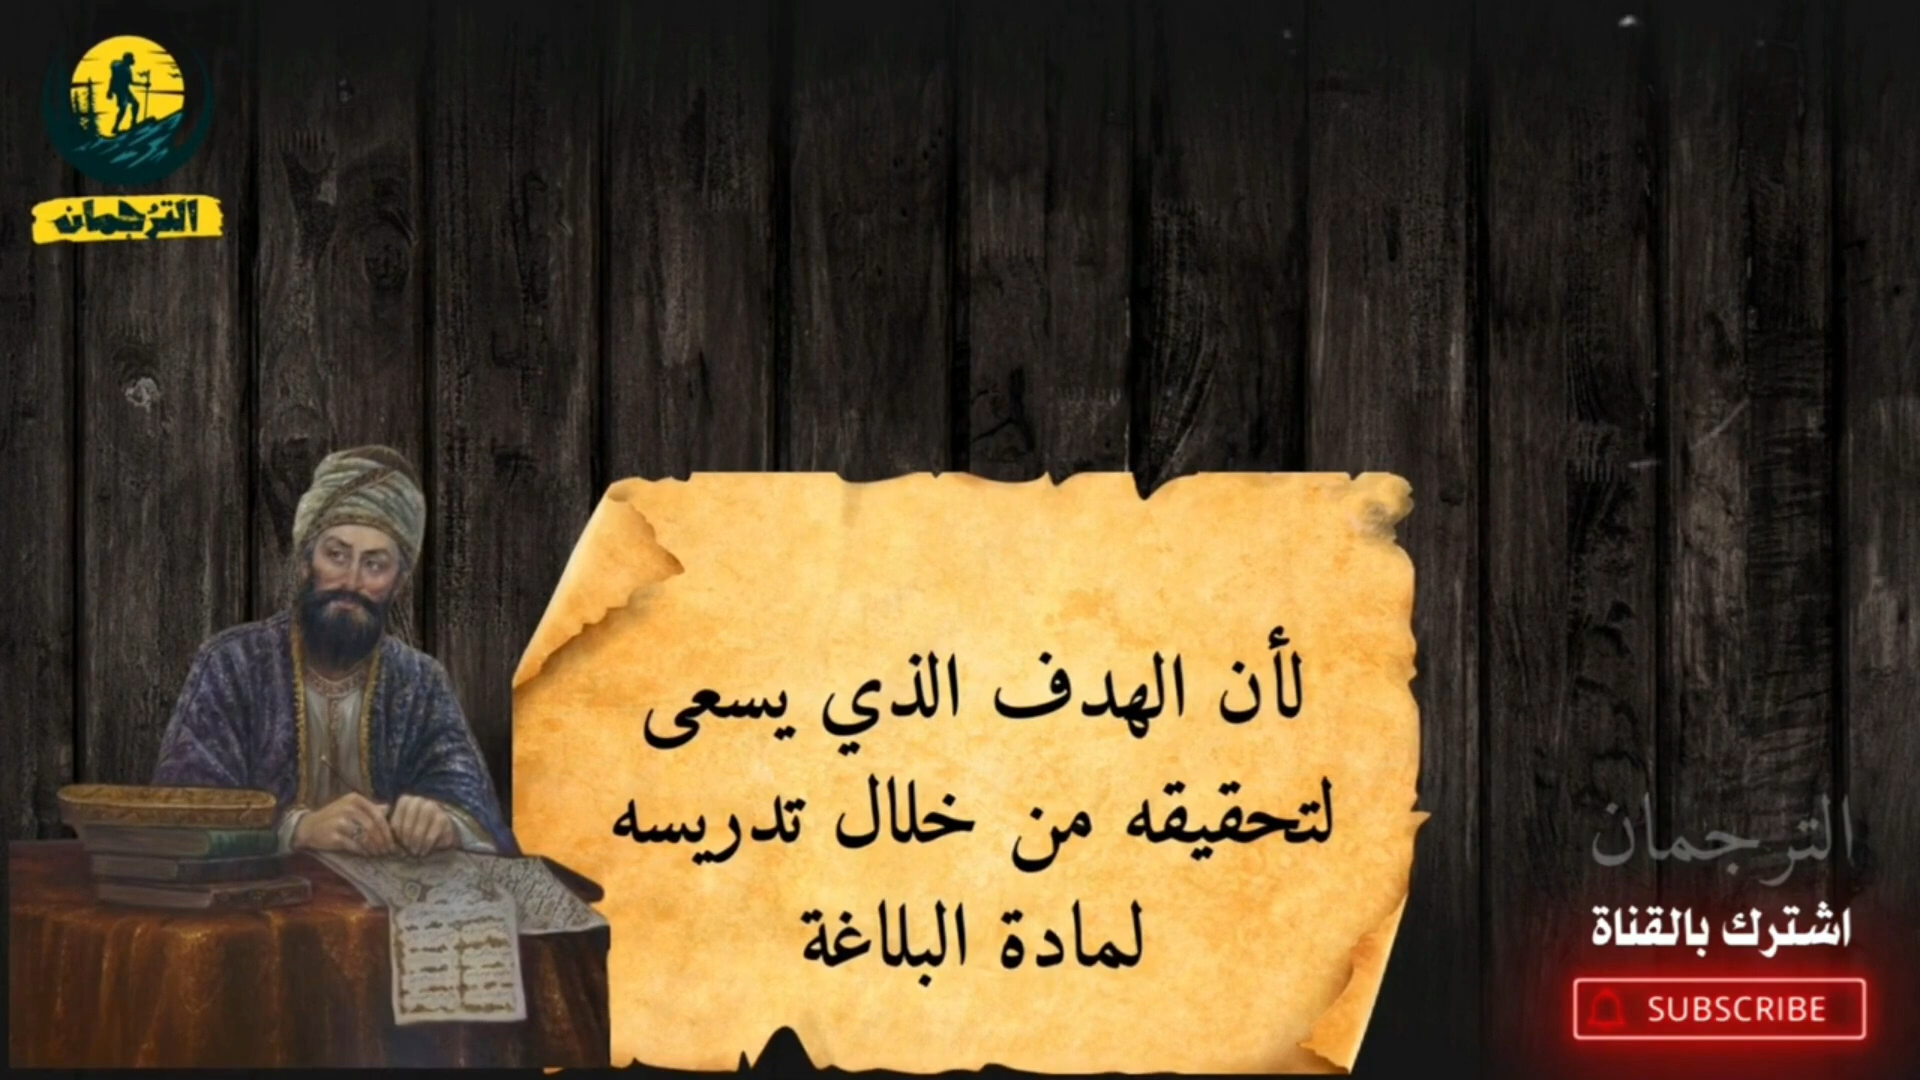 الترجمان
لأن الهدف الذي يسعى
لتحقيقه من خلال تدريسه
لمادة البلاغة
الترجمان
اشترك بالقناة
SUBSCRIBE